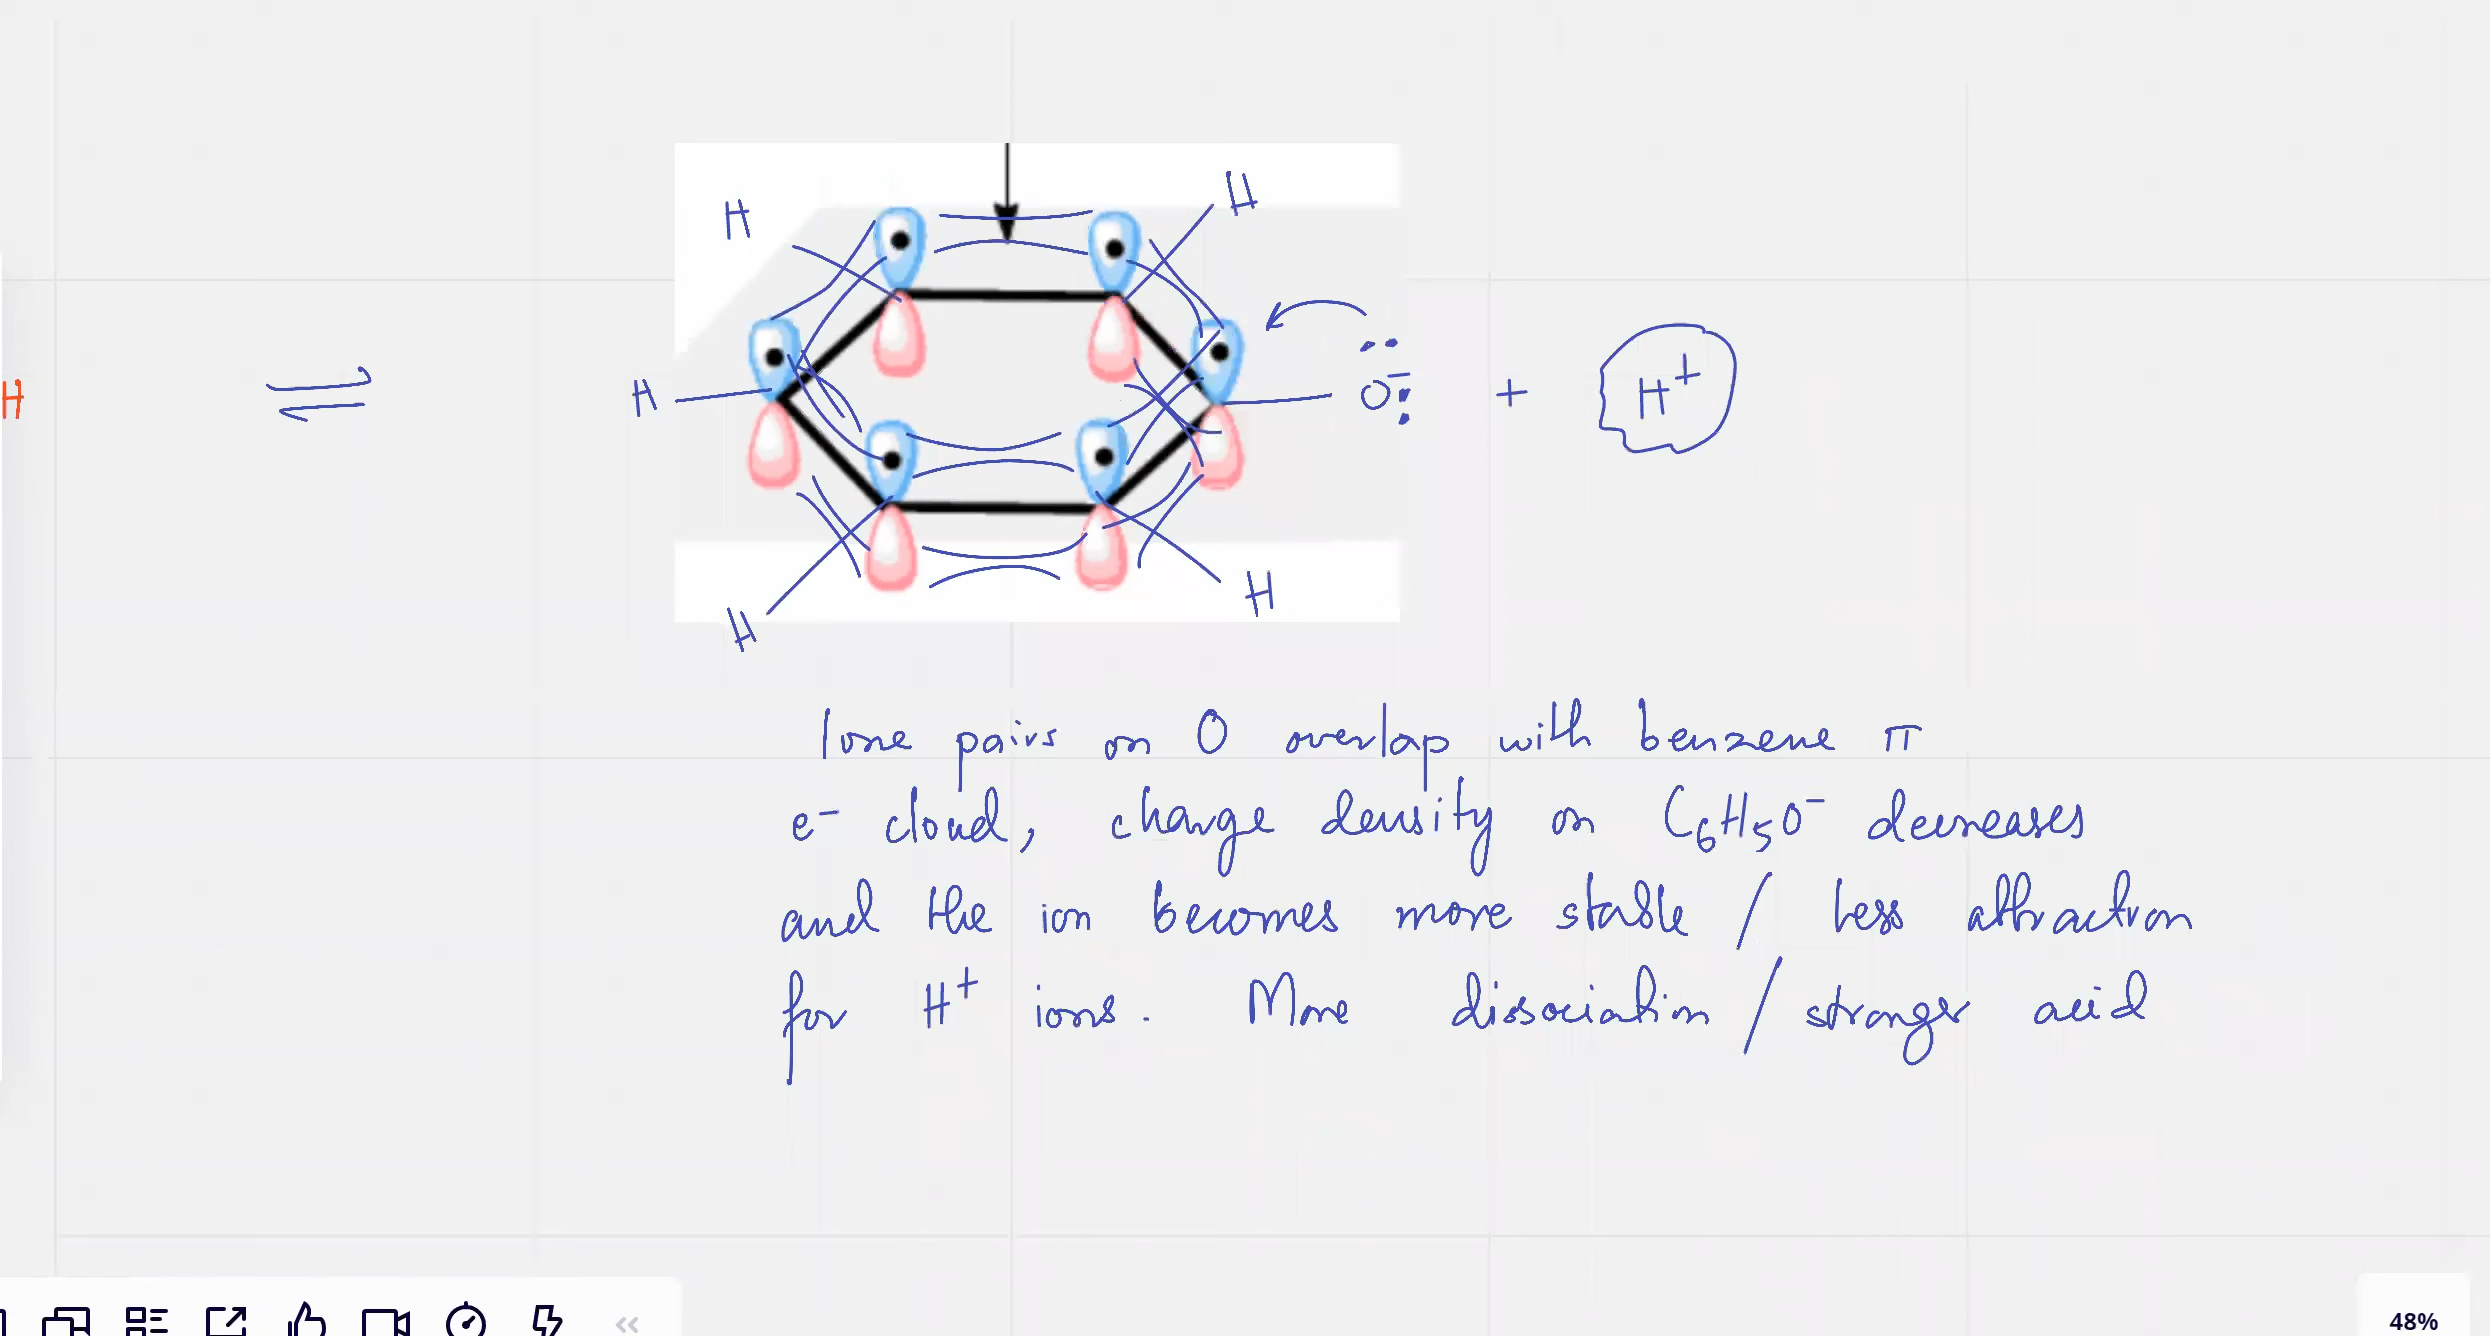 H
H
H
H
O⁻
+
H⁺
H
H
H
lone pairs on O overlap with benzene π
e⁻ cloud, charge density on C₆H₅O⁻ decreases
and the ion becomes more stable / less attraction
for H⁺ ions. More dissociation / stronger acid
48%